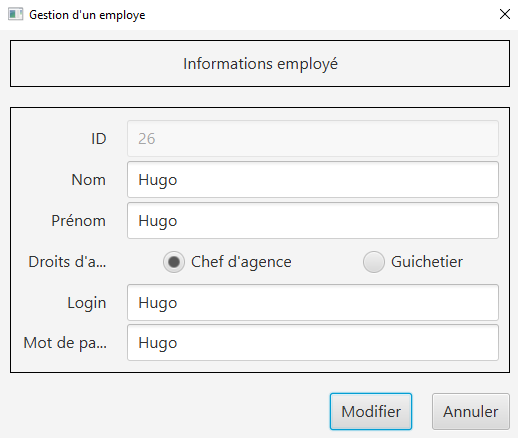 Gestion d'un employe
Informations employé
ID 26
Nom Hugo
Prénom Hugo
Droits d'a... Chef d'agence Guichetier
Login Hugo
Mot de pa... Hugo
Modifier Annuler